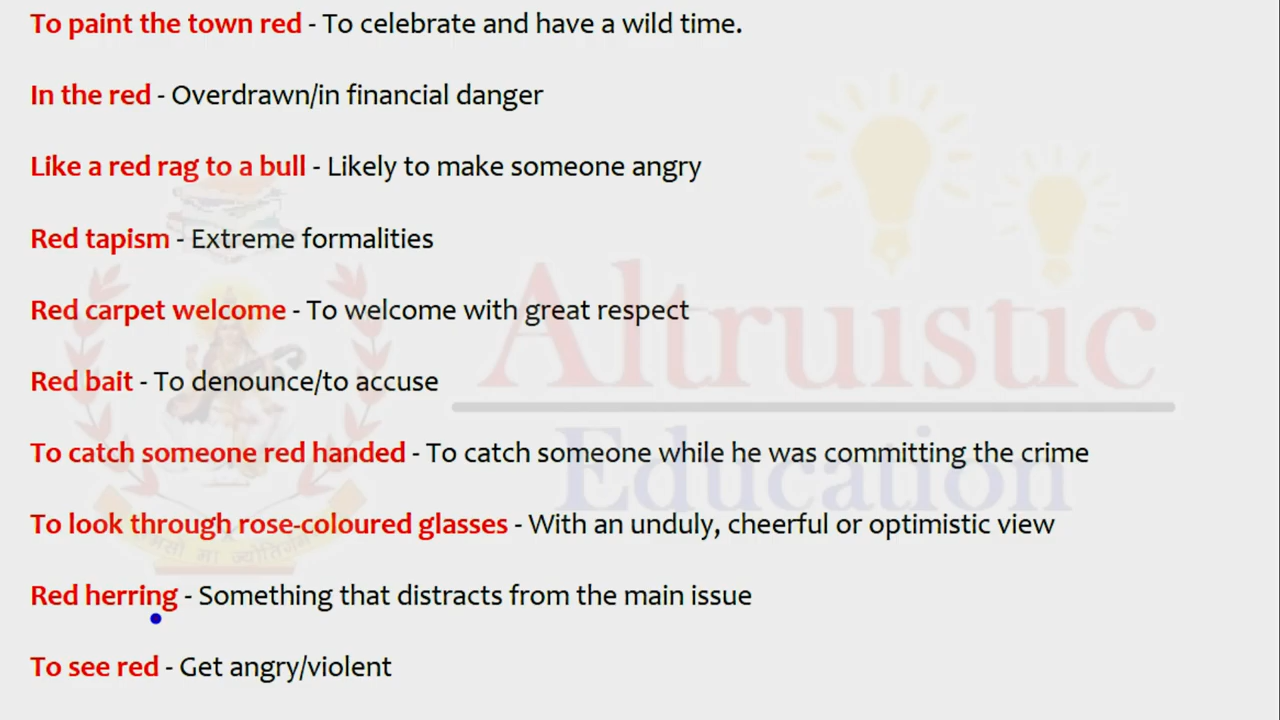 To paint the town red - To celebrate and have a wild time.
In the red - Overdrawn/in financial danger
Like a red rag to a bull - Likely to make someone angry
Red tapism - Extreme formalities
Red carpet welcome - To welcome with great respect
Red bait - To denounce/to accuse
To catch someone red handed - To catch someone while he was committing the crime
To look through rose-coloured glasses - With an unduly, cheerful or optimistic view
Red herring - Something that distracts from the main issue
To see red - Get angry/violent
Altruistic
Education